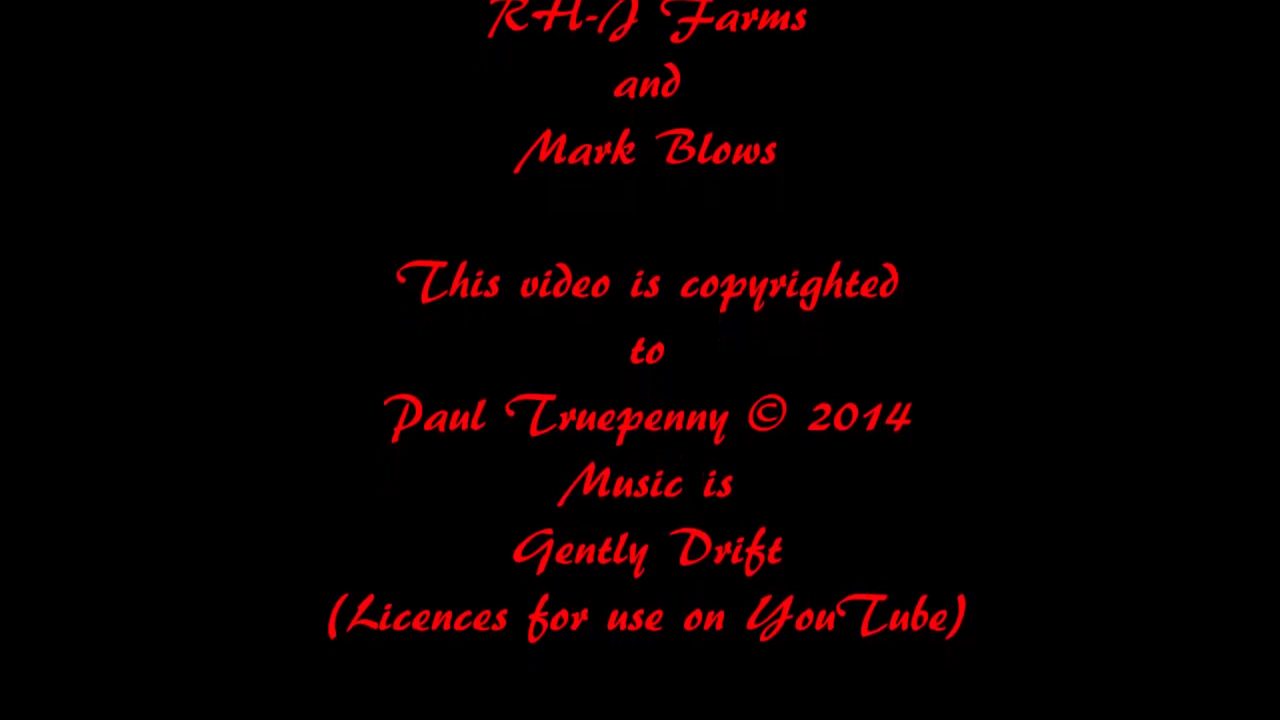 RH-J Farms
and
Mark Blows
This video is copyrighted
to
Paul Truepenny © 2014
Music is
Gently Drift
(Licences for use on YouTube)